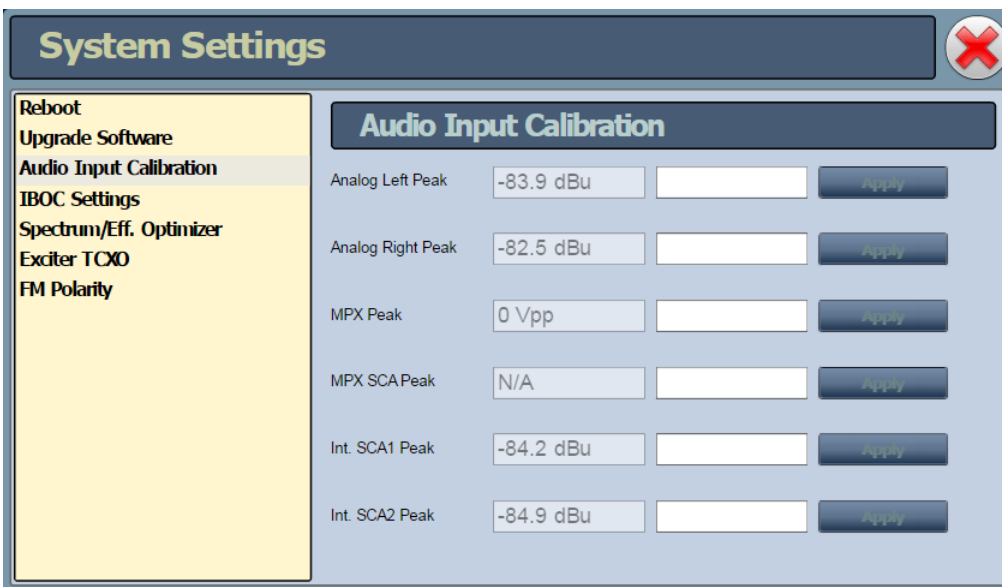 System Settings
Reboot
Upgrade Software
Audio Input Calibration
IBOC Settings
Spectrum/Eff. Optimizer
Exciter TCXO
FM Polarity
Audio Input Calibration
Analog Left Peak -83.9 dBu Apply
Analog Right Peak -82.5 dBu Apply
MPX Peak 0 Vpp Apply
MPX SCA Peak N/A Apply
Int. SCA1 Peak -84.2 dBu Apply
Int. SCA2 Peak -84.9 dBu Apply